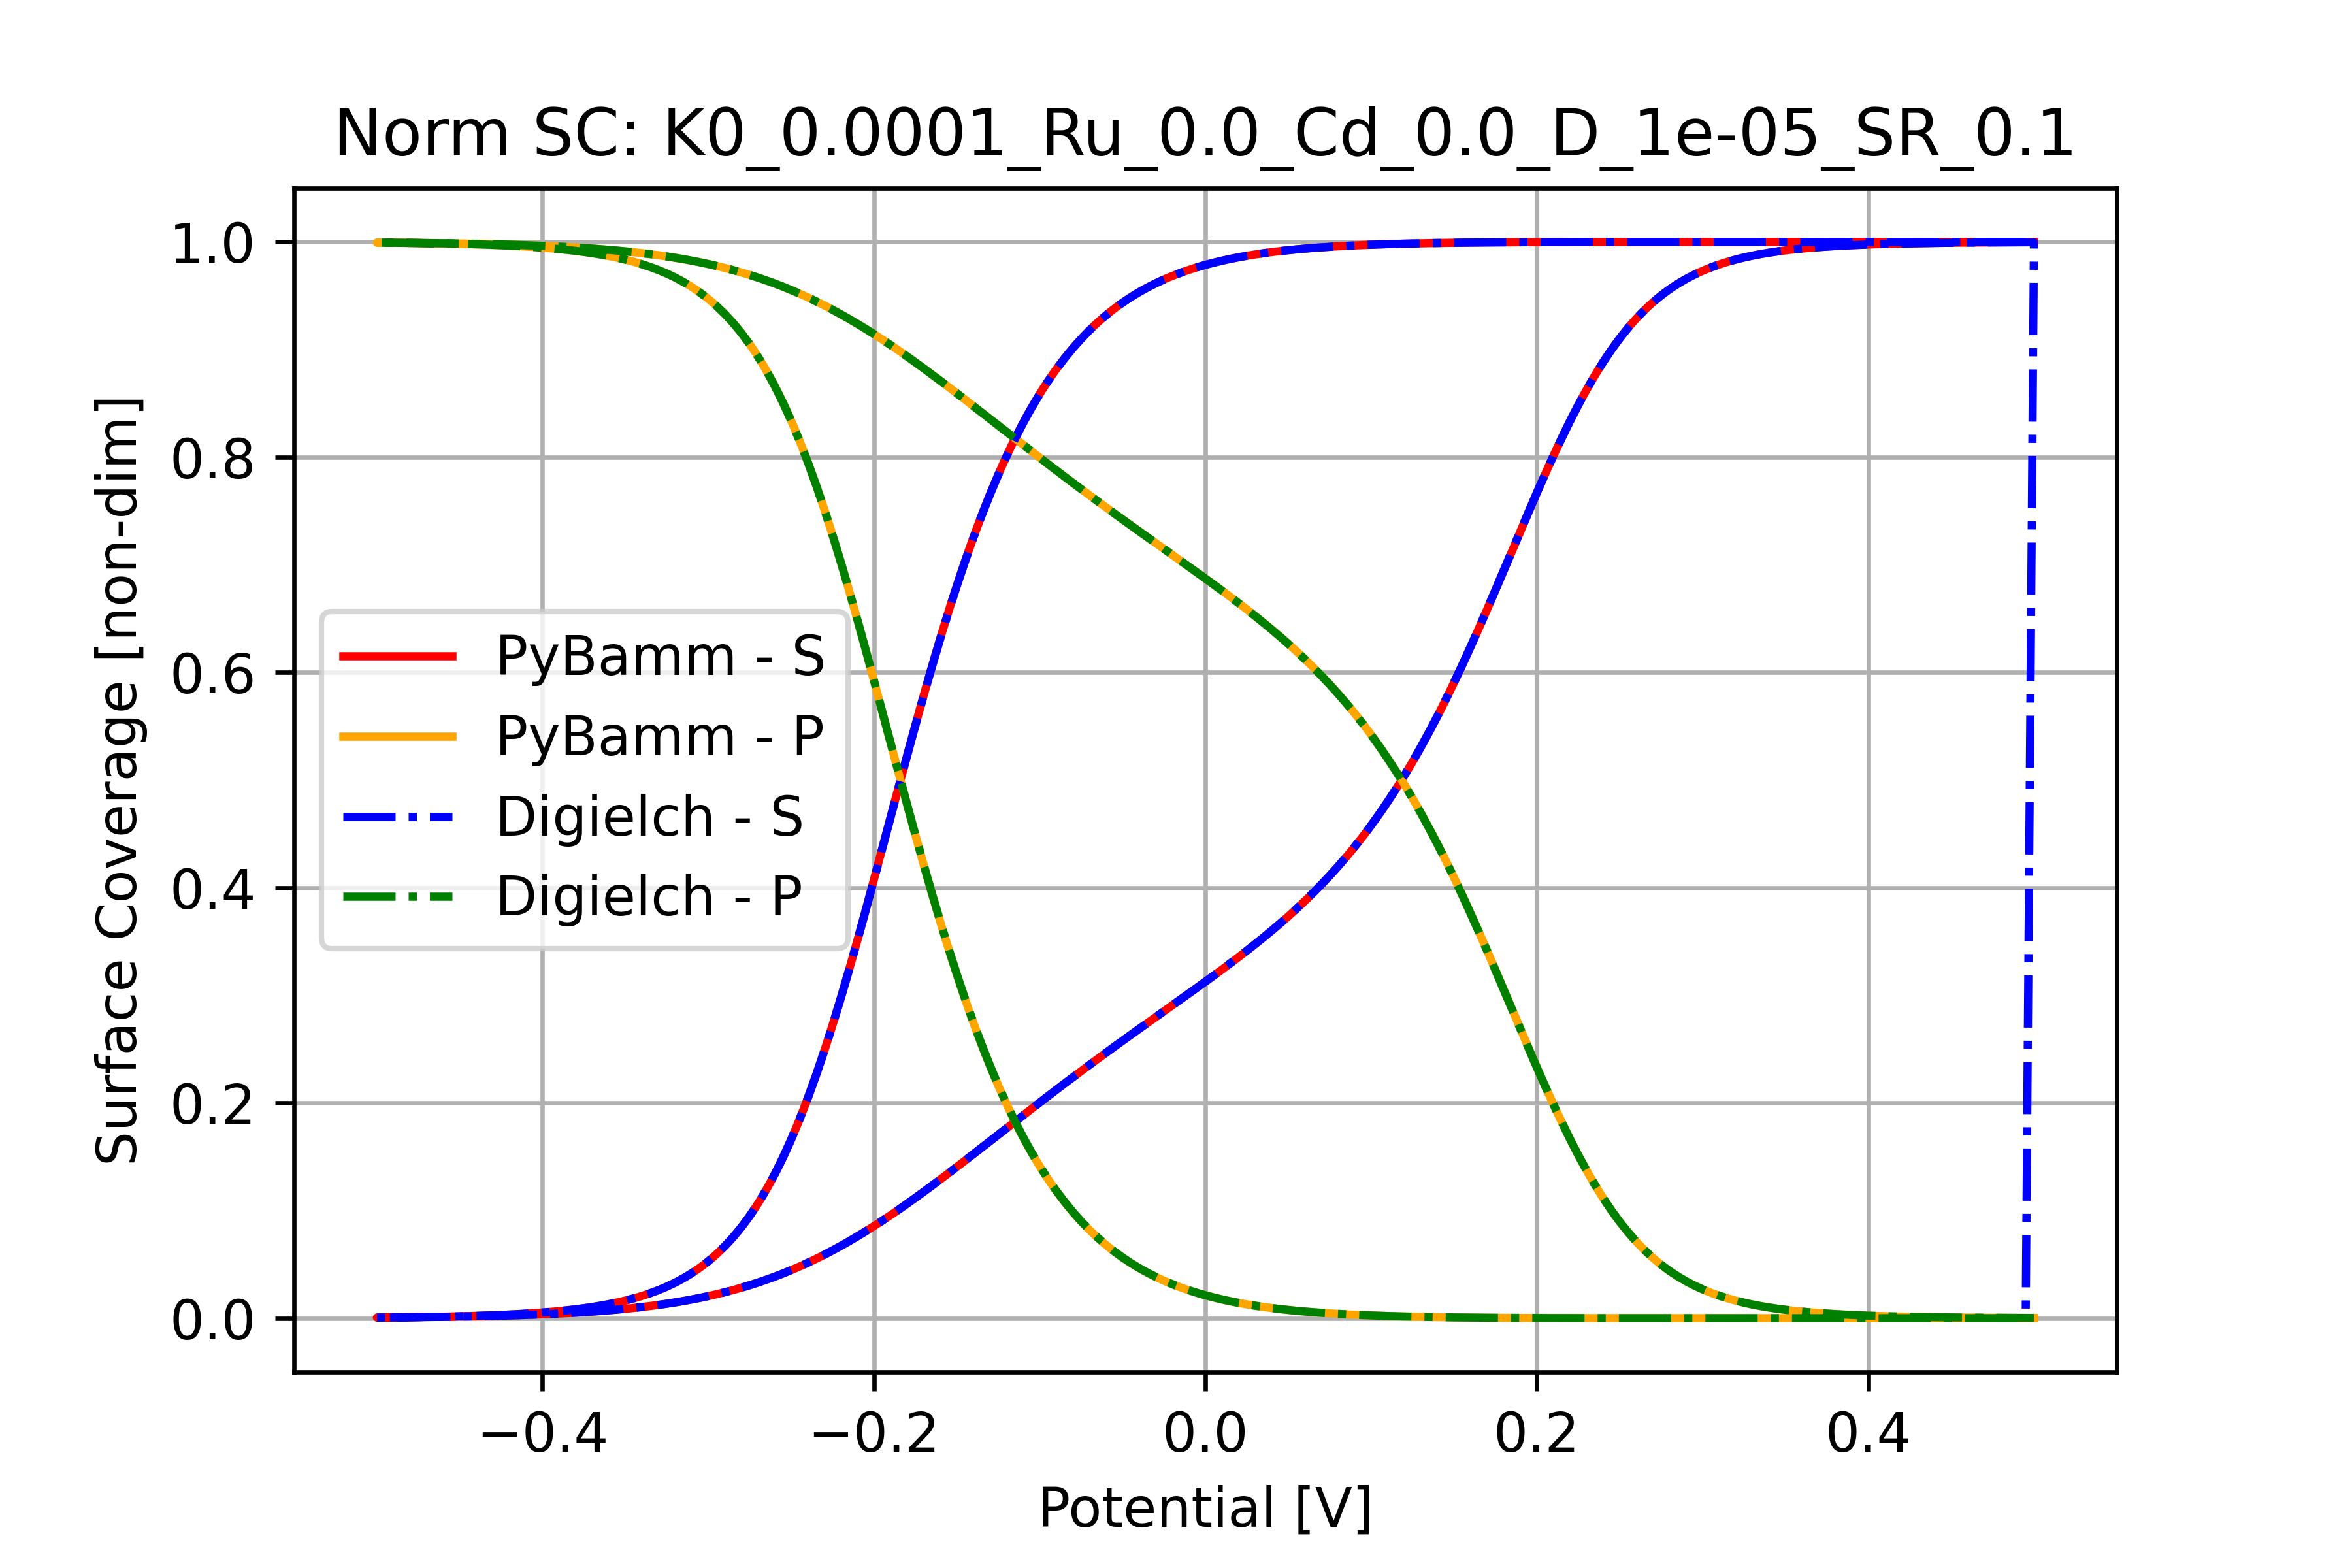 Norm SC: K0_0.0001_Ru_0.0_Cd_0.0_D_1e-05_SR_0.1
Surface Coverage [non-dim]
1.0
0.8
0.6
0.4
0.2
0.0
PyBamm - S
PyBamm - P
Digielch - S
Digielch - P
−0.4
−0.2
0.0
0.2
0.4
Potential [V]